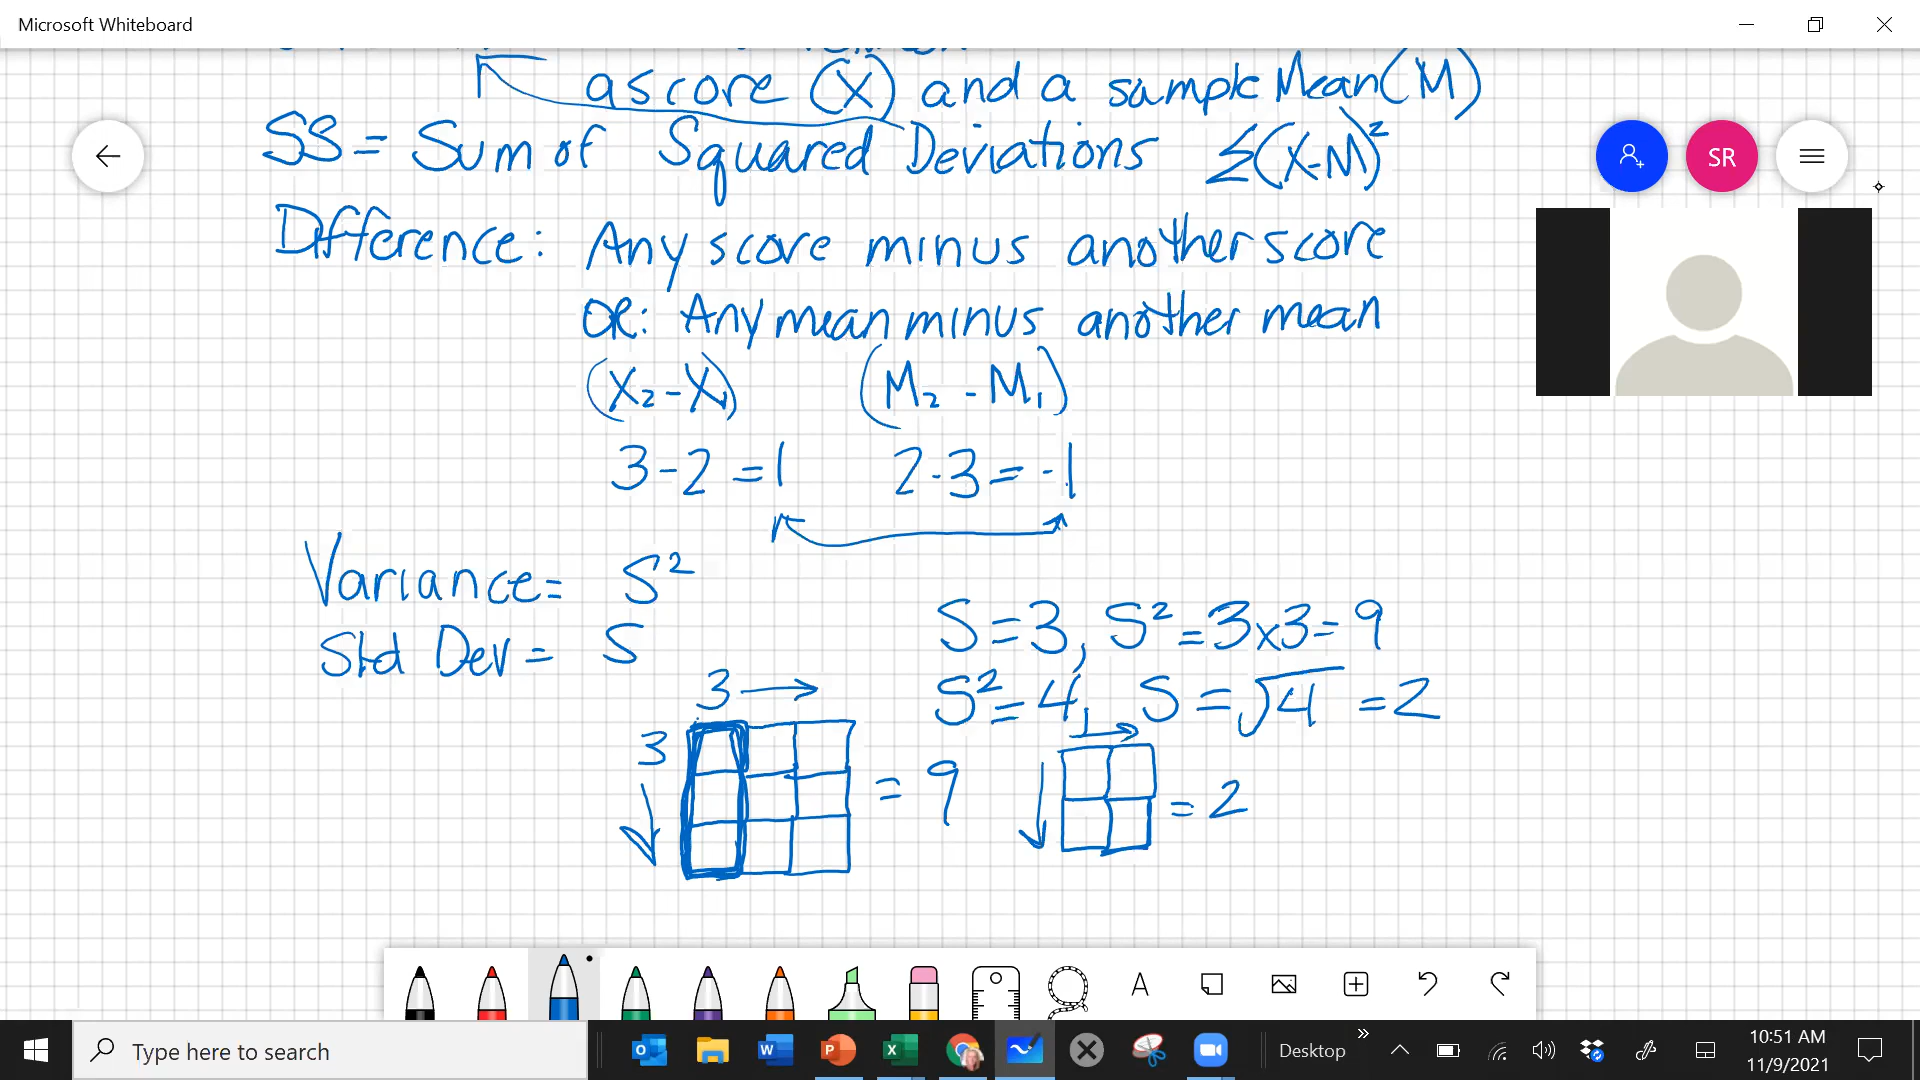 Microsoft Whiteboard
a score (X) and a sample Mean (M)
SS = Sum of Squared Deviations Σ(X-M)²
SR
Difference: Any score minus another score
OR: Any mean minus another mean
(X₂-X₁) (M₂-M₁)
3-2=1 2-3=-1
Variance = S²
Std Dev = S
S=3, S²=3x3=9
S²=4, S=√4=2
3
3
= 9
= 2
A
Type here to search
Desktop
10:51 AM
11/9/2021